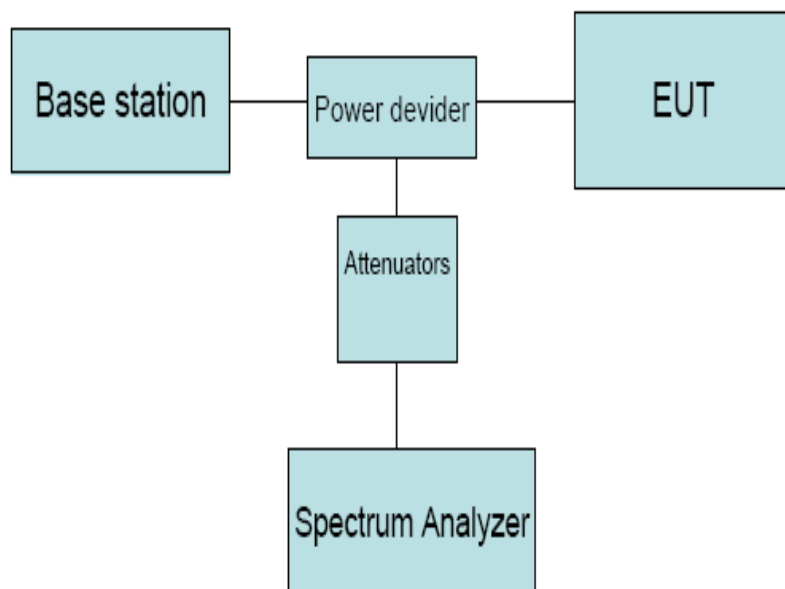 Base station
Power devider
EUT
Attenuators
Spectrum Analyzer